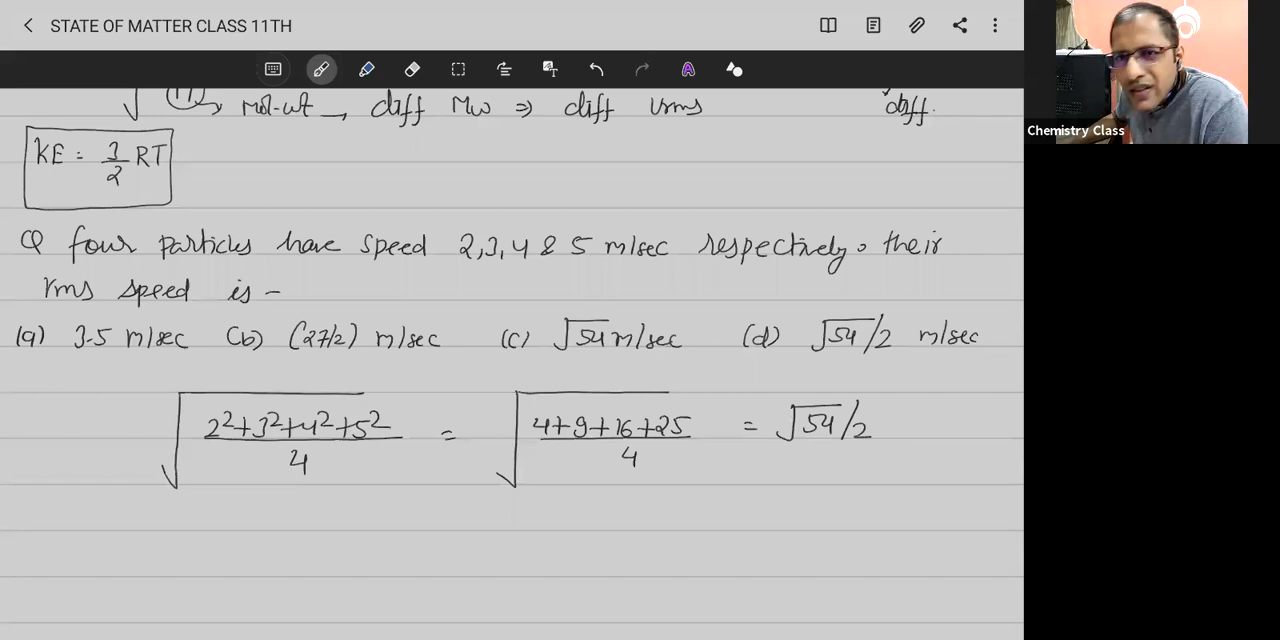 STATE OF MATTER CLASS 11TH
Mol-wt → diff Mw ⇒ diff Vrms diff.
KE = 3/2 RT
Q four particles have speed 2,3,4 & 5 m/sec respectively. their
rms speed is -
(a) 3.5 m/sec (b) (27/2) m/sec (c) √54 m/sec (d) √54/2 m/sec
√((2²+3²+4²+5²)/4) = √((4+9+16+25)/4) = √54/2
Chemistry Class